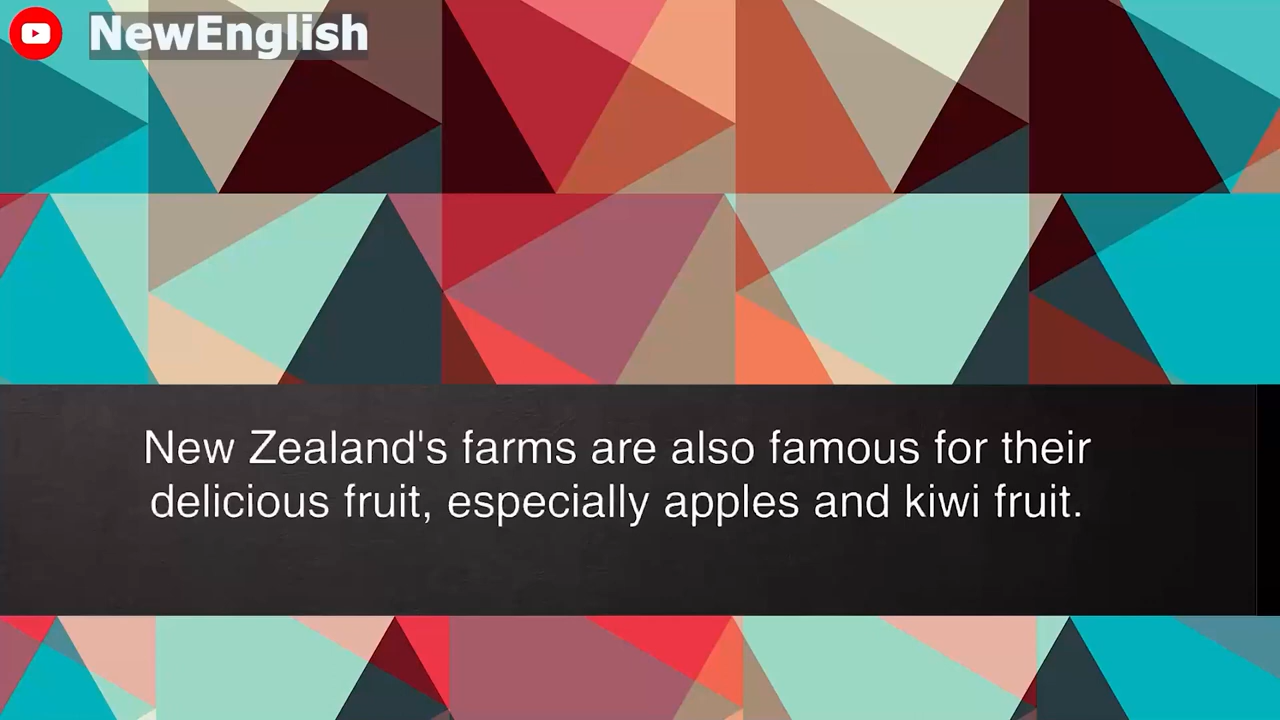 NewEnglish
New Zealand's farms are also famous for their
delicious fruit, especially apples and kiwi fruit.